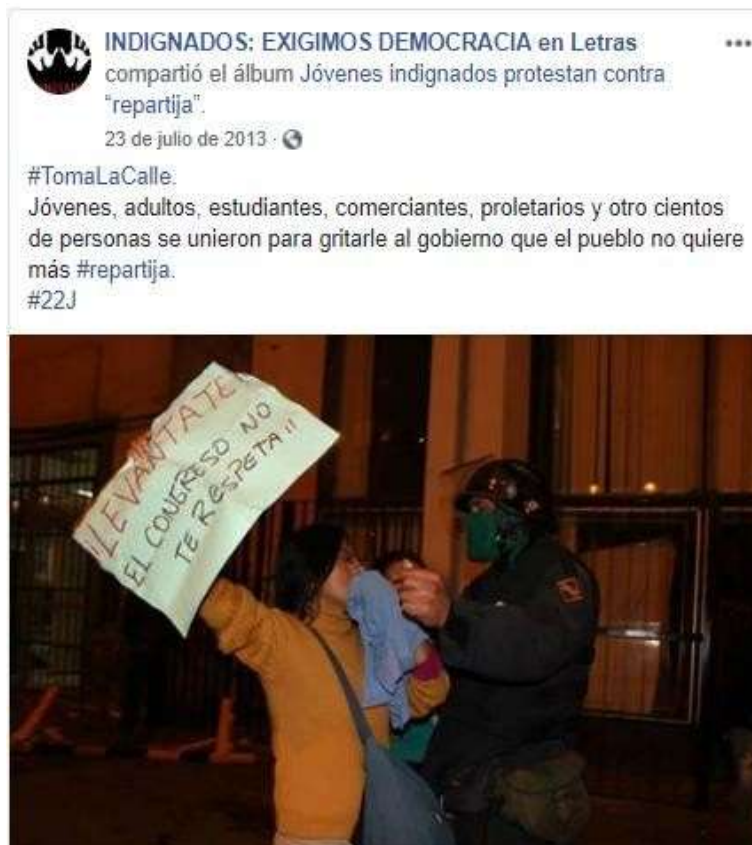 INDIGNADOS: EXIGIMOS DEMOCRACIA en Letras
compartió el álbum Jóvenes indignados protestan contra
"repartija".
23 de julio de 2013 ·
#TomaLaCalle.
Jóvenes, adultos, estudiantes, comerciantes, proletarios y otro cientos
de personas se unieron para gritarle al gobierno que el pueblo no quiere
más #repartija.
#22J
¡¡LEVÁNTATE
EL CONGRESO NO
TE RESPETA!!